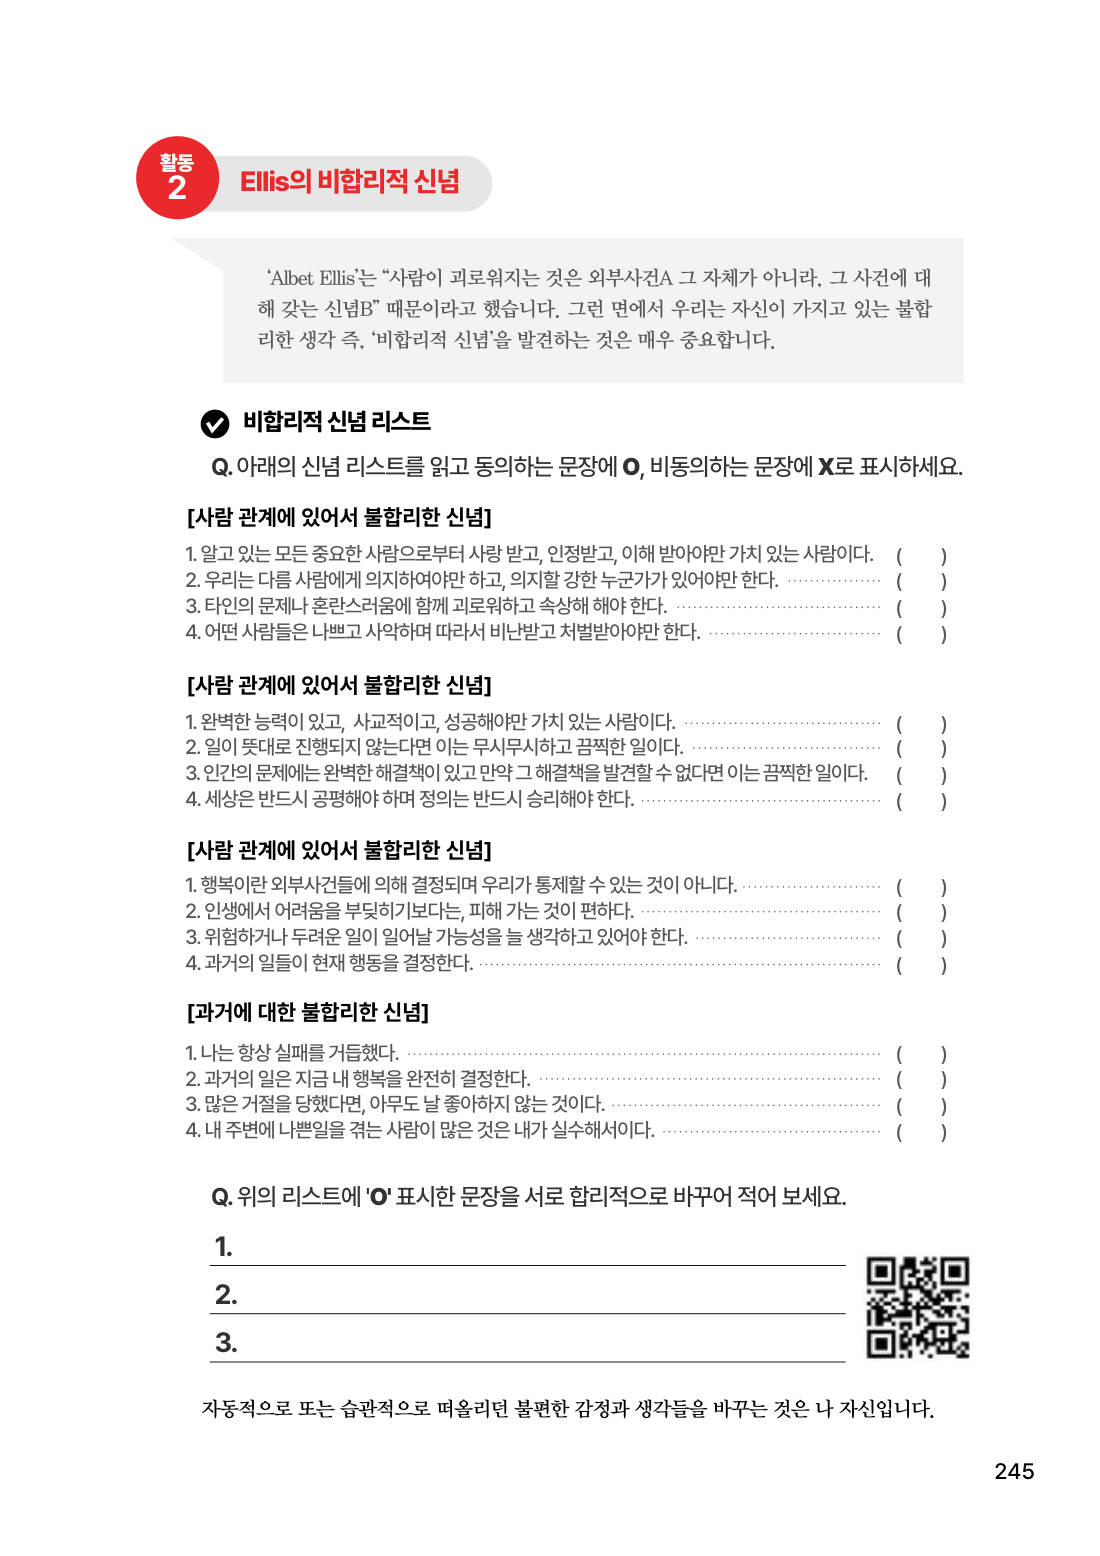 활동
2
Ellis의 비합리적 신념
‘Albet Ellis’는 “사람이 괴로워지는 것은 외부사건A 그 자체가 아니라, 그 사건에 대
해 갖는 신념B” 때문이라고 했습니다. 그런 면에서 우리는 자신이 가지고 있는 불합
리한 생각 즉, ‘비합리적 신념’을 발견하는 것은 매우 중요합니다.
비합리적 신념 리스트
Q. 아래의 신념 리스트를 읽고 동의하는 문장에 O, 비동의하는 문장에 X로 표시하세요.
[사람 관계에 있어서 불합리한 신념]
1. 알고 있는 모든 중요한 사람으로부터 사랑 받고, 인정받고, 이해 받아야만 가치 있는 사람이다. ( )
2. 우리는 다름 사람에게 의지하여야만 하고, 의지할 강한 누군가가 있어야만 한다. ( )
3. 타인의 문제나 혼란스러움에 함께 괴로워하고 속상해 해야 한다. ( )
4. 어떤 사람들은 나쁘고 사악하며 따라서 비난받고 처벌받아야만 한다. ( )
[사람 관계에 있어서 불합리한 신념]
1. 완벽한 능력이 있고, 사교적이고, 성공해야만 가치 있는 사람이다. ( )
2. 일이 뜻대로 진행되지 않는다면 이는 무시무시하고 끔찍한 일이다. ( )
3. 인간의 문제에는 완벽한 해결책이 있고 만약 그 해결책을 발견할 수 없다면 이는 끔찍한 일이다. ( )
4. 세상은 반드시 공평해야 하며 정의는 반드시 승리해야 한다. ( )
[사람 관계에 있어서 불합리한 신념]
1. 행복이란 외부사건들에 의해 결정되며 우리가 통제할 수 있는 것이 아니다. ( )
2. 인생에서 어려움을 부딪히기보다는, 피해 가는 것이 편하다. ( )
3. 위험하거나 두려운 일이 일어날 가능성을 늘 생각하고 있어야 한다. ( )
4. 과거의 일들이 현재 행동을 결정한다. ( )
[과거에 대한 불합리한 신념]
1. 나는 항상 실패를 거듭했다. ( )
2. 과거의 일은 지금 내 행복을 완전히 결정한다. ( )
3. 많은 거절을 당했다면, 아무도 날 좋아하지 않는 것이다. ( )
4. 내 주변에 나쁜일을 겪는 사람이 많은 것은 내가 실수해서이다. ( )
Q. 위의 리스트에 'O' 표시한 문장을 서로 합리적으로 바꾸어 적어 보세요.
1.
2.
3.
자동적으로 또는 습관적으로 떠올리던 불편한 감정과 생각들을 바꾸는 것은 나 자신입니다.
245